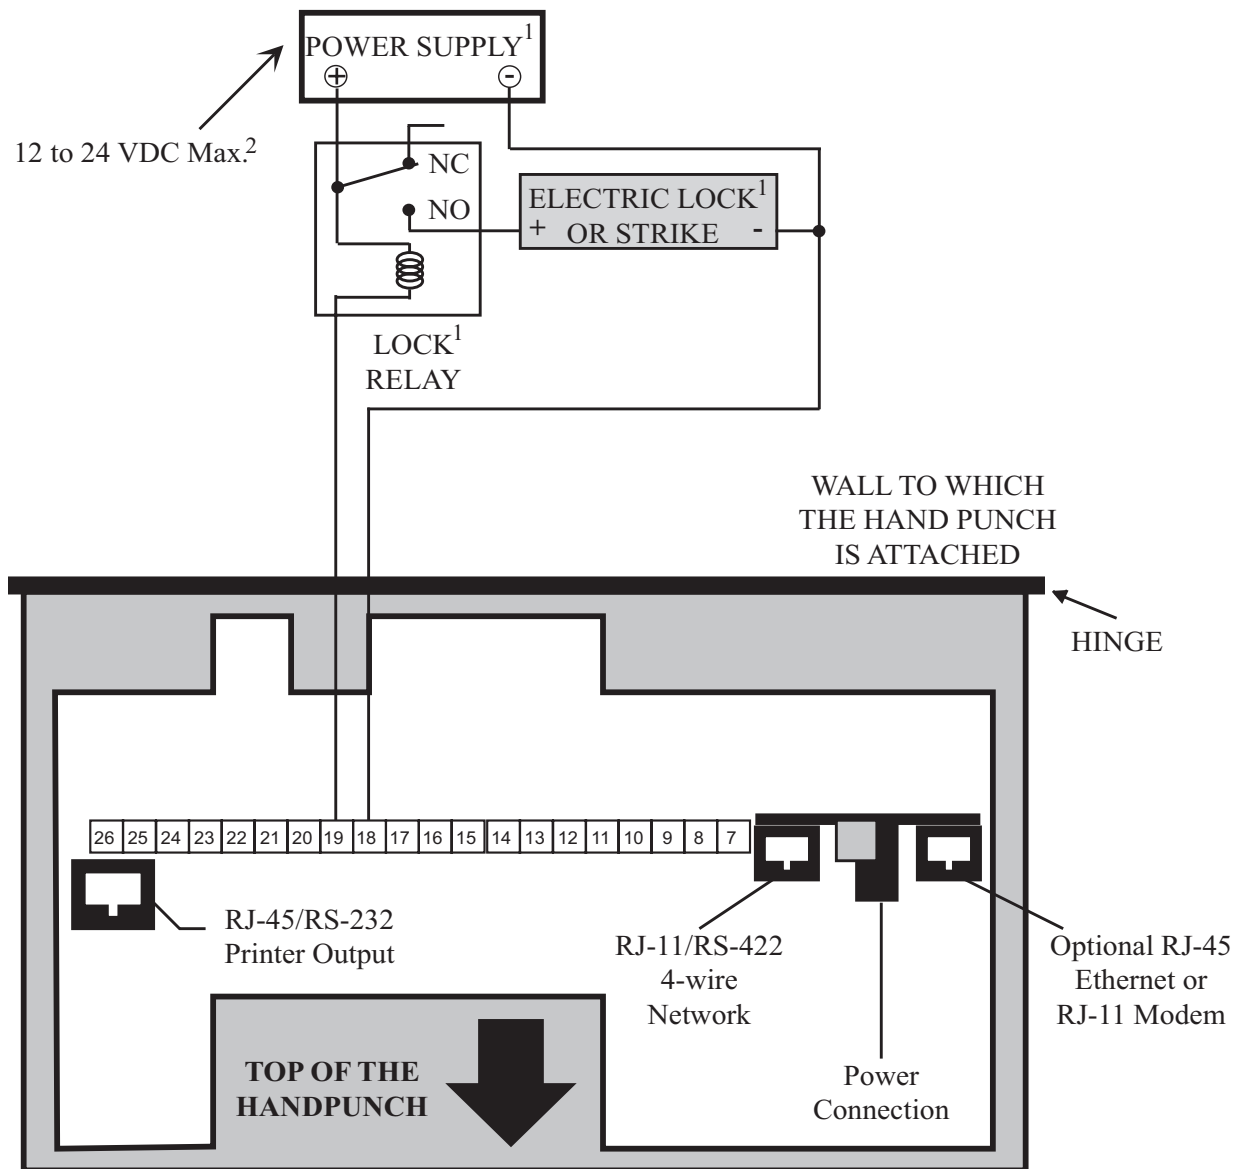 POWER SUPPLY1
+ -
12 to 24 VDC Max.2
NC
NO
ELECTRIC LOCK1
+ OR STRIKE -
LOCK1
RELAY
WALL TO WHICH
THE HAND PUNCH
IS ATTACHED
HINGE
26 25 24 23 22 21 20 19 18 17 16 15 14 13 12 11 10 9 8 7
RJ-45/RS-232
Printer Output
RJ-11/RS-422
4-wire
Network
Optional RJ-45
Ethernet or
RJ-11 Modem
Power
Connection
TOP OF THE
HANDPUNCH